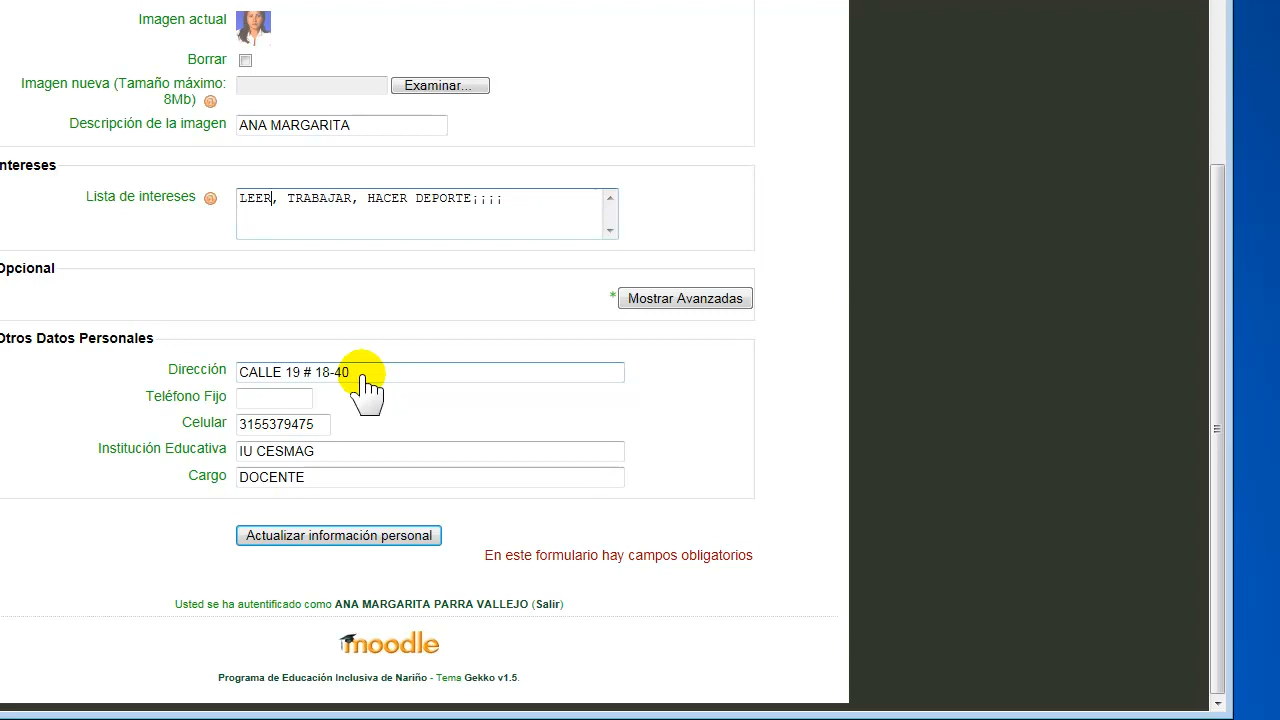 Imagen actual
Borrar
Imagen nueva (Tamaño máximo: 8Mb)
Examinar...
Descripción de la imagen
ANA MARGARITA
ntereses
Lista de intereses
LEER, TRABAJAR, HACER DEPORTE¡¡¡¡
Opcional
* Mostrar Avanzadas
Otros Datos Personales
Dirección CALLE 19 # 18-40
Teléfono Fijo
Celular 3155379475
Institución Educativa IU CESMAG
Cargo DOCENTE
Actualizar información personal
En este formulario hay campos obligatorios
Usted se ha autentificado como ANA MARGARITA PARRA VALLEJO (Salir)
moodle
Programa de Educación Inclusiva de Nariño - Tema Gekko v1.5.